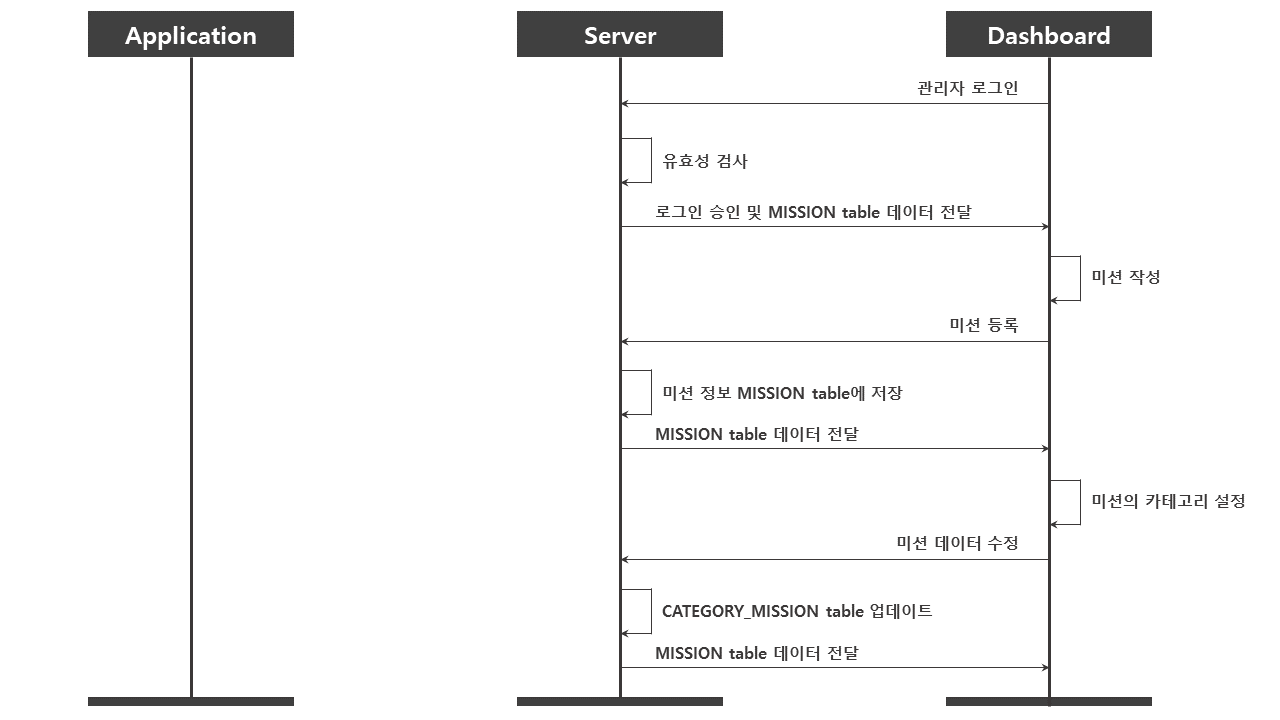 Application
Server
Dashboard
관리자 로그인
유효성 검사
로그인 승인 및 MISSION table 데이터 전달
미션 작성
미션 등록
미션 정보 MISSION table에 저장
MISSION table 데이터 전달
미션의 카테고리 설정
미션 데이터 수정
CATEGORY_MISSION table 업데이트
MISSION table 데이터 전달